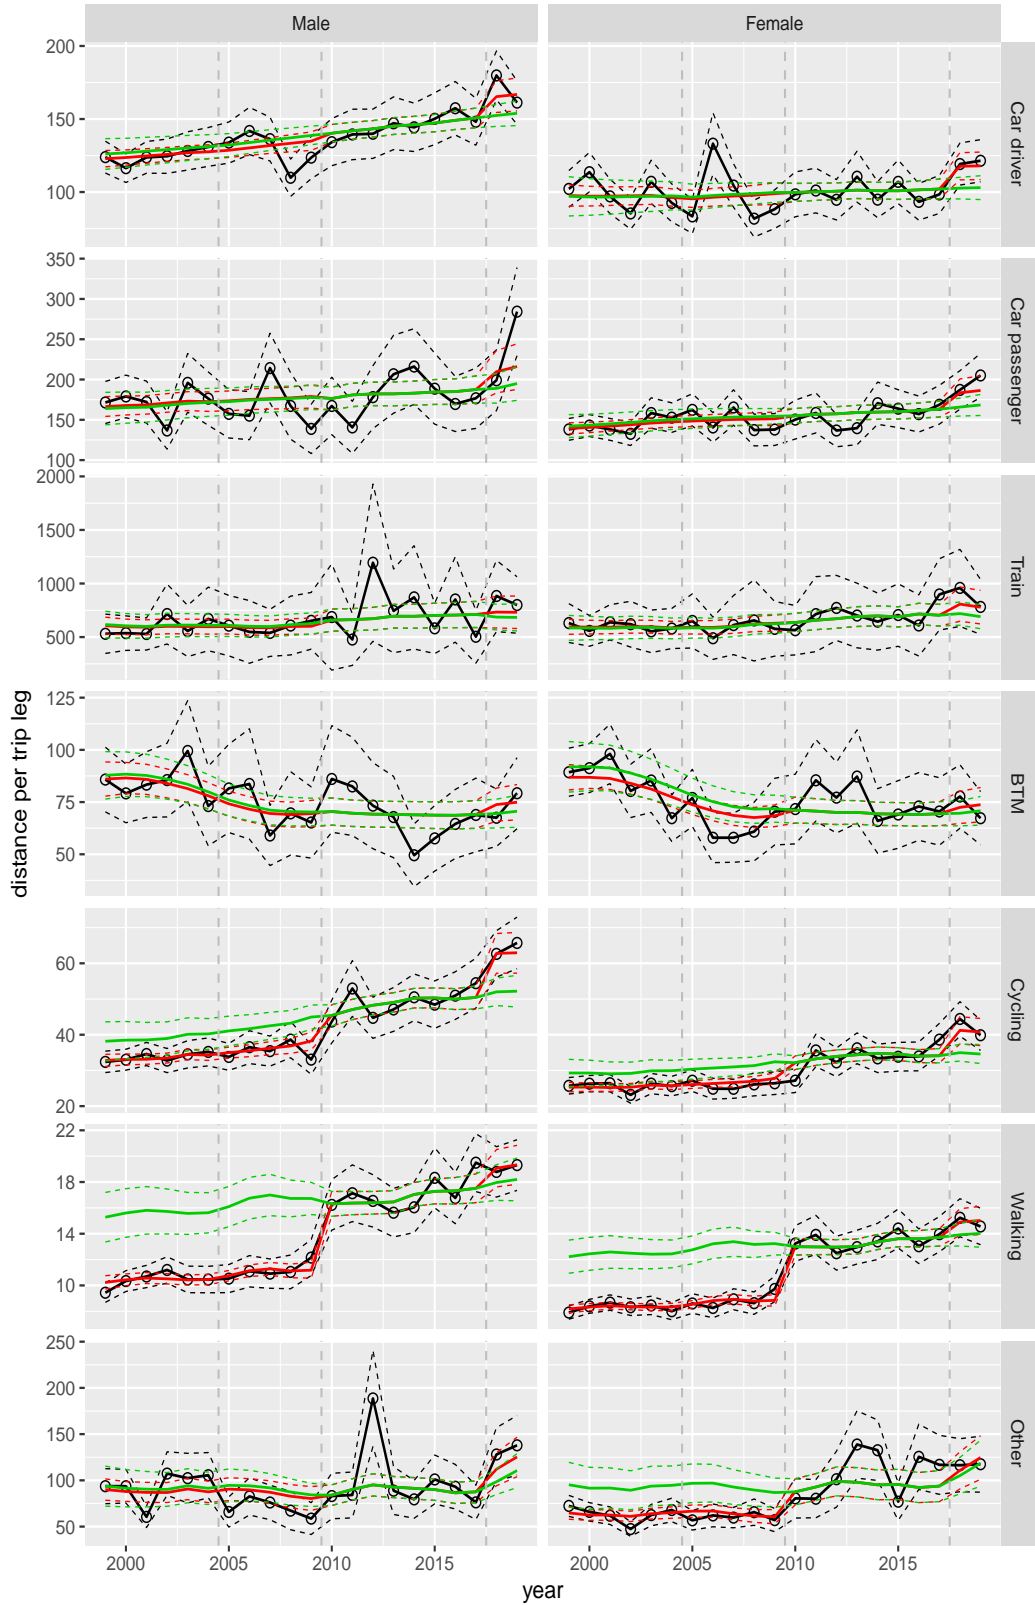 Male Female
200
150
100
Car driver
350
300
250
200
150
100
Car passenger
2000
1500
1000
500
Train
125
100
75
50
BTM
60
40
20
Cycling
22
18
14
10
Walking
250
200
150
100
50
Other
distance per trip leg
2000 2005 2010 2015 2000 2005 2010 2015
year